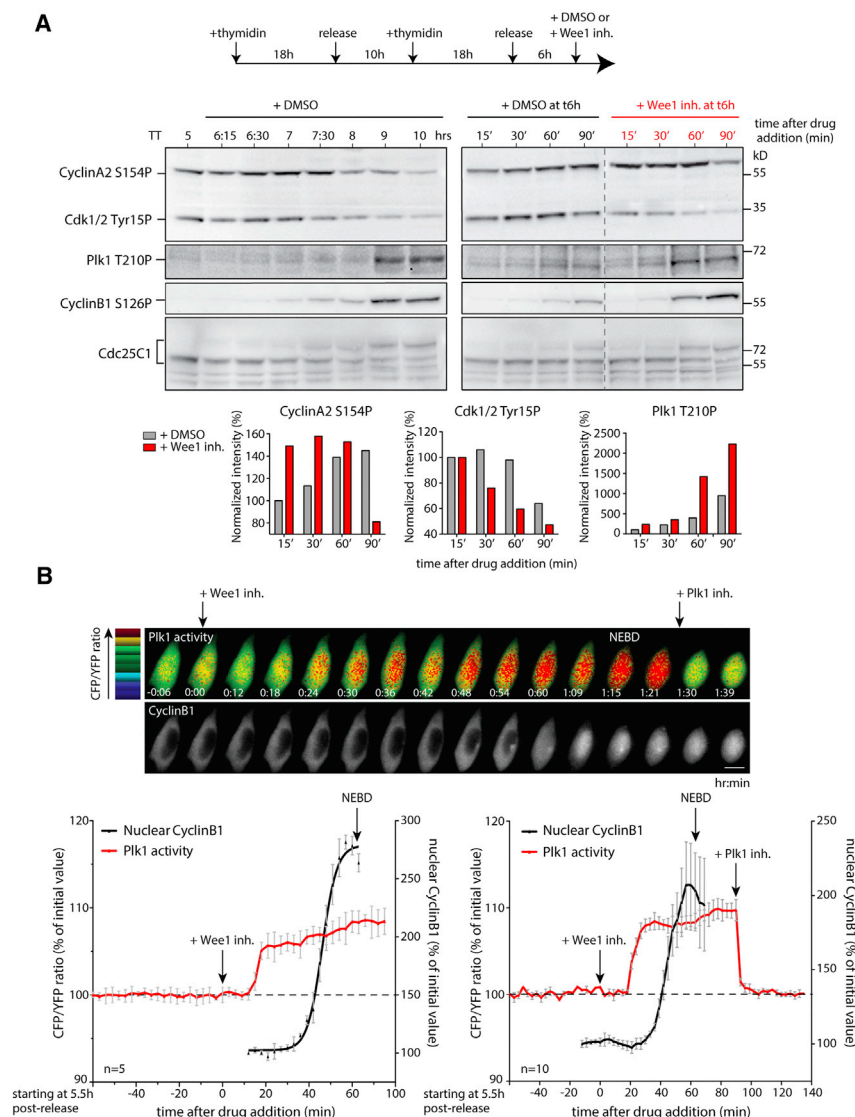 A
+ DMSO or
+thymidin release +thymidin release + Wee1 inh.
18h 10h 18h 6h
+ DMSO + DMSO at t6h + Wee1 inh. at t6h time after drug
TT 5 6:15 6:30 7 7:30 8 9 10 hrs 15' 30' 60' 90' 15' 30' 60' 90' addition (min)
kD
CyclinA2 S154P 55
Cdk1/2 Tyr15P 35
Plk1 T210P 72
CyclinB1 S126P 55
Cdc25C1 72
55
+ DMSO
+ Wee1 inh.
CyclinA2 S154P Cdk1/2 Tyr15P Plk1 T210P
Normalized intensity (%)
160
140
120
100
80
15' 30' 60' 90'
Normalized intensity (%)
120
100
80
60
40
15' 30' 60' 90'
Normalized intensity (%)
2500
2000
1500
1000
500
0
15' 30' 60' 90'
time after drug addition (min)
B
+ Wee1 inh. + Plk1 inh.
CFP/YFP ratio
Plk1 activity NEBD
-0:06 0:00 0:12 0:18 0:24 0:30 0:36 0:42 0:48 0:54 0:60 1:09 1:15 1:21 1:30 1:39
CyclinB1
hr:min
NEBD
Nuclear CyclinB1
Plk1 activity
+ Wee1 inh.
CFP/YFP ratio (% of initial value)
120
110
100
90
nuclear CyclinB1 (% of initial value)
300
250
200
150
100
n=5
-60 -40 -20 0 20 40 60 80 100
starting at 5.5h
post-release
time after drug addition (min)
NEBD
Nuclear CyclinB1
Plk1 activity
+ Plk1 inh.
+ Wee1 inh.
CFP/YFP ratio (% of initial value)
120
110
100
90
nuclear CyclinB1 (% of initial value)
250
200
150
100
n=10
-60 -40 -20 0 20 40 60 80 100 120 140
starting at 5.5h
post-release
time after drug addition (min)